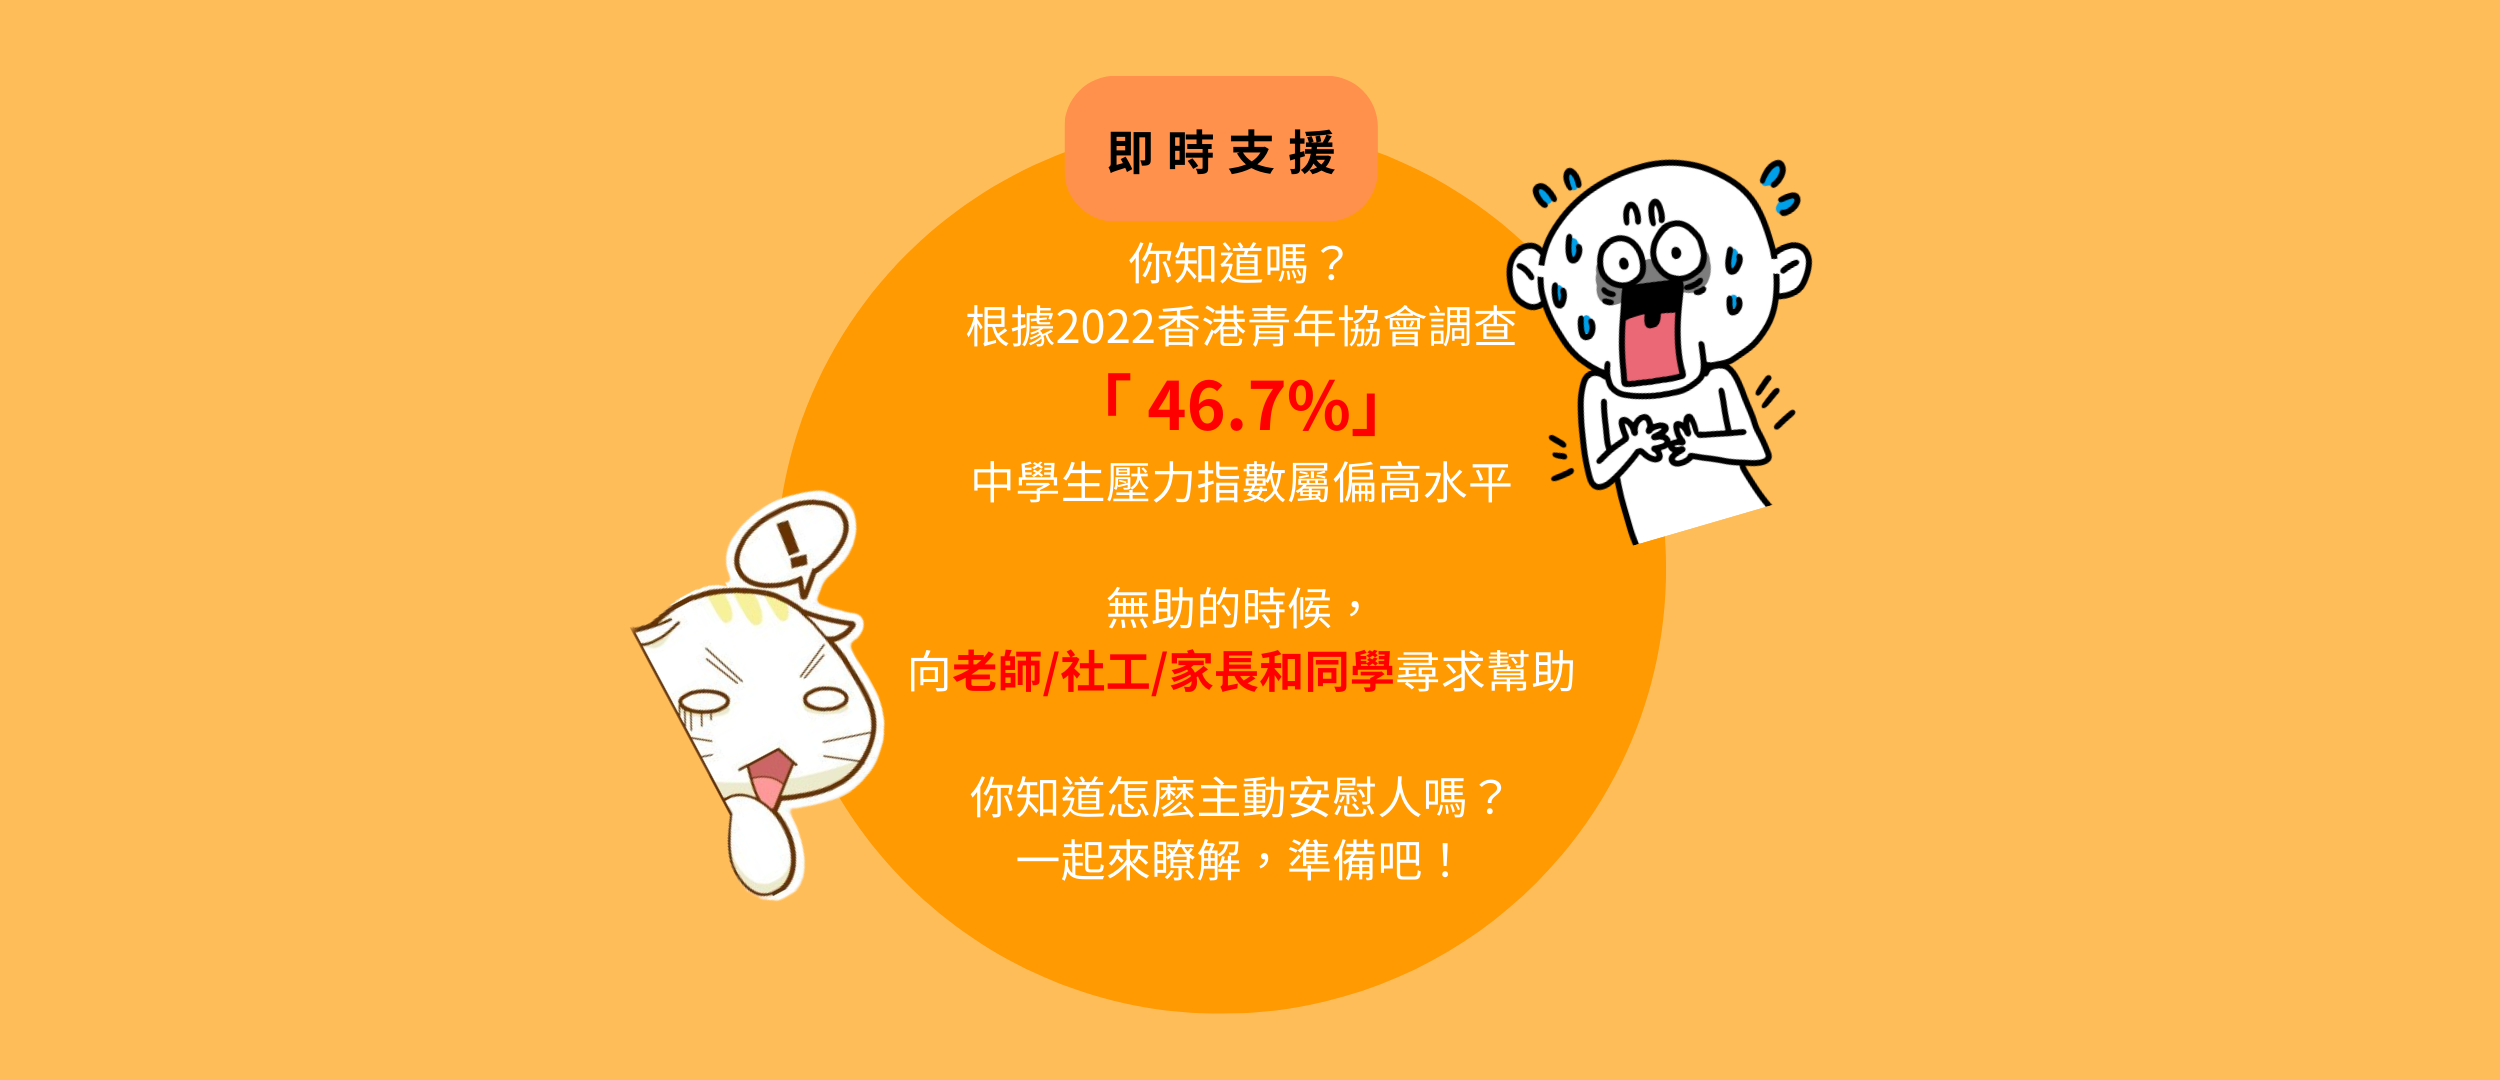 即時支援
你知道嗎？
根據2022香港青年協會調查
「 46.7%」
中學生壓力指數屬偏高水平
!
無助的時候，
向老師/社工/家長和同學尋求幫助
你知道怎麼主動安慰人嗎？
一起來瞭解，準備吧！